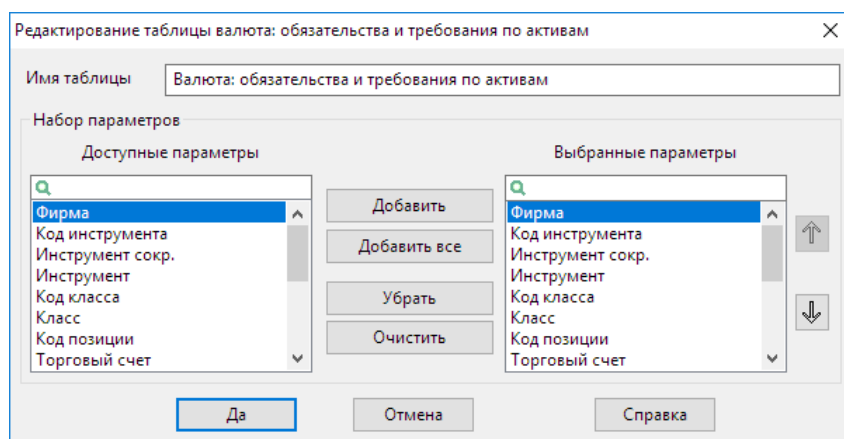 Редактирование таблицы валюта: обязательства и требования по активам
Имя таблицы
Валюта: обязательства и требования по активам
Набор параметров
Доступные параметры
Фирма
Код инструмента
Инструмент сокр.
Инструмент
Код класса
Класс
Код позиции
Торговый счет
Добавить
Добавить все
Убрать
Очистить
Выбранные параметры
Фирма
Код инструмента
Инструмент сокр.
Инструмент
Код класса
Класс
Код позиции
Торговый счет
Да
Отмена
Справка